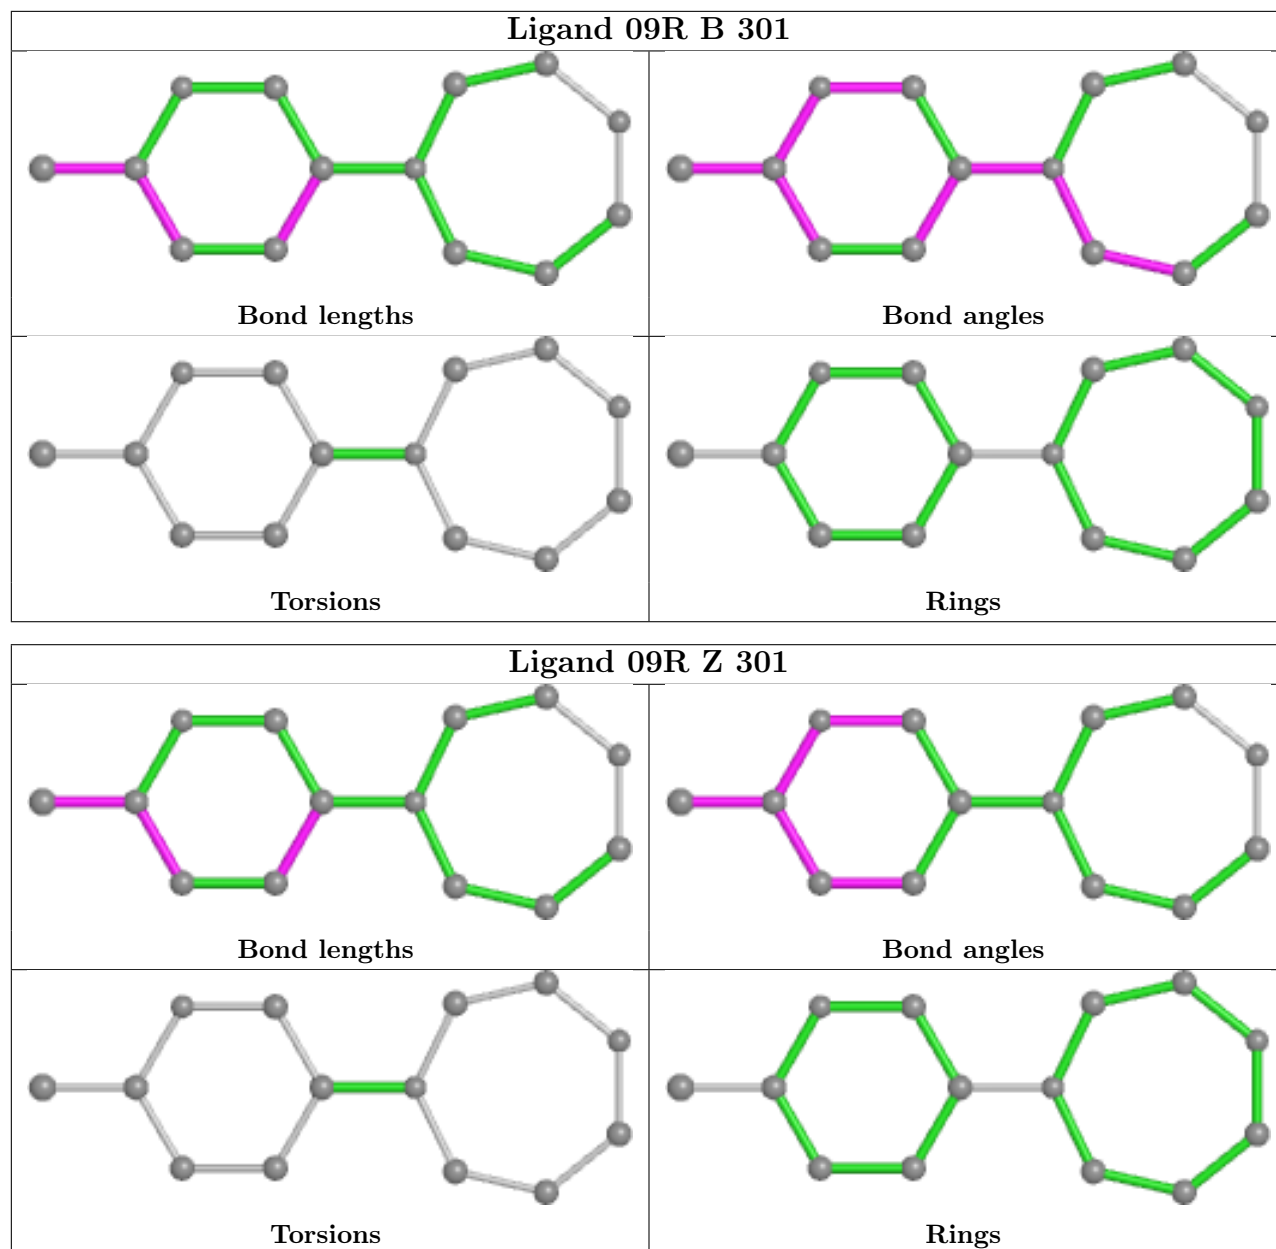 Ligand 09R B 301
Bond lengths
Bond angles
Torsions
Rings
Ligand 09R Z 301
Bond lengths
Bond angles
Torsions
Rings